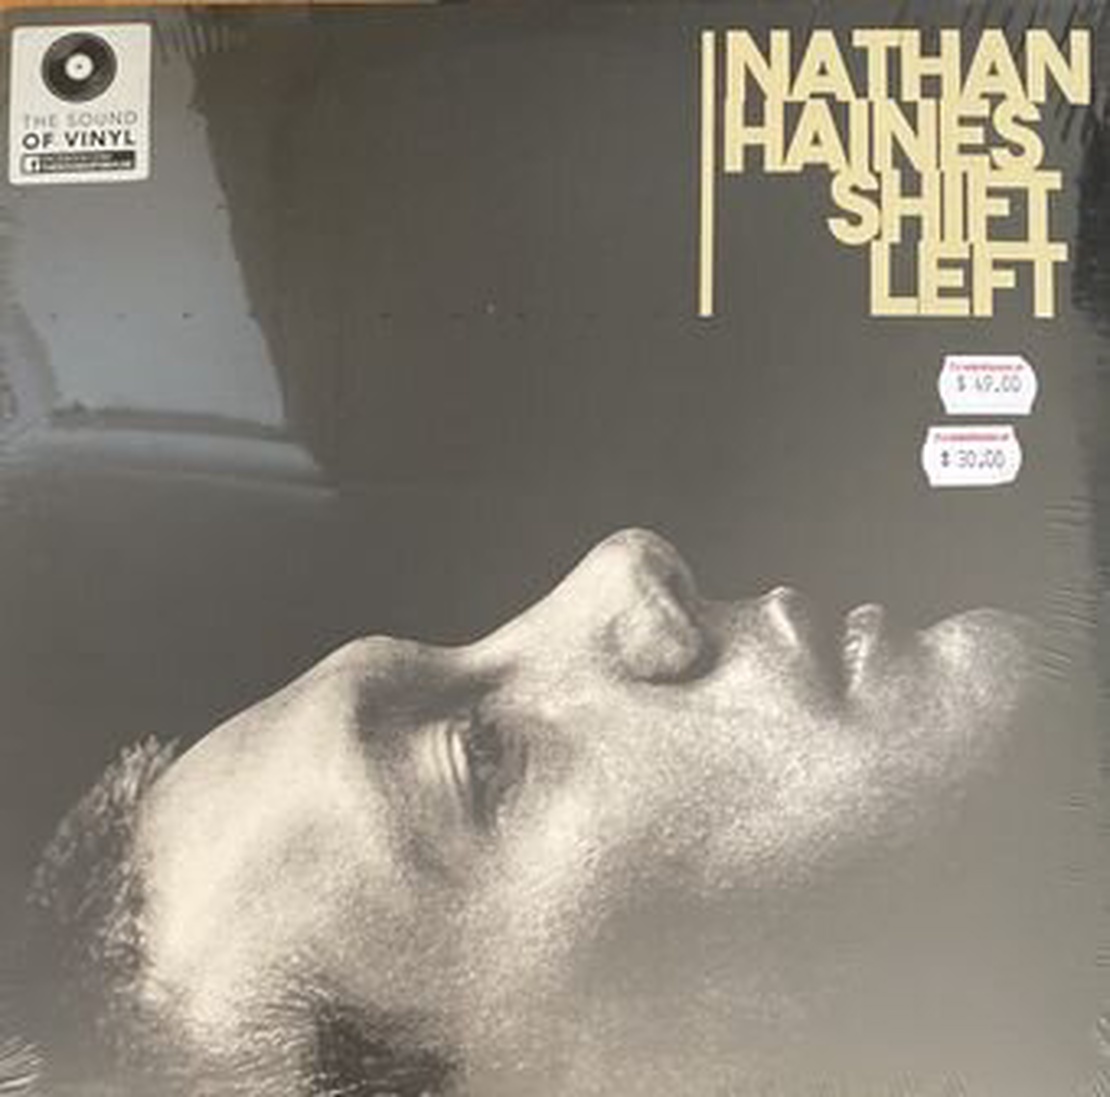 THE SOUND
OF VINYL
NATHAN
HAINES
SHIFT
LEFT
$ 49.00
$ 30.00